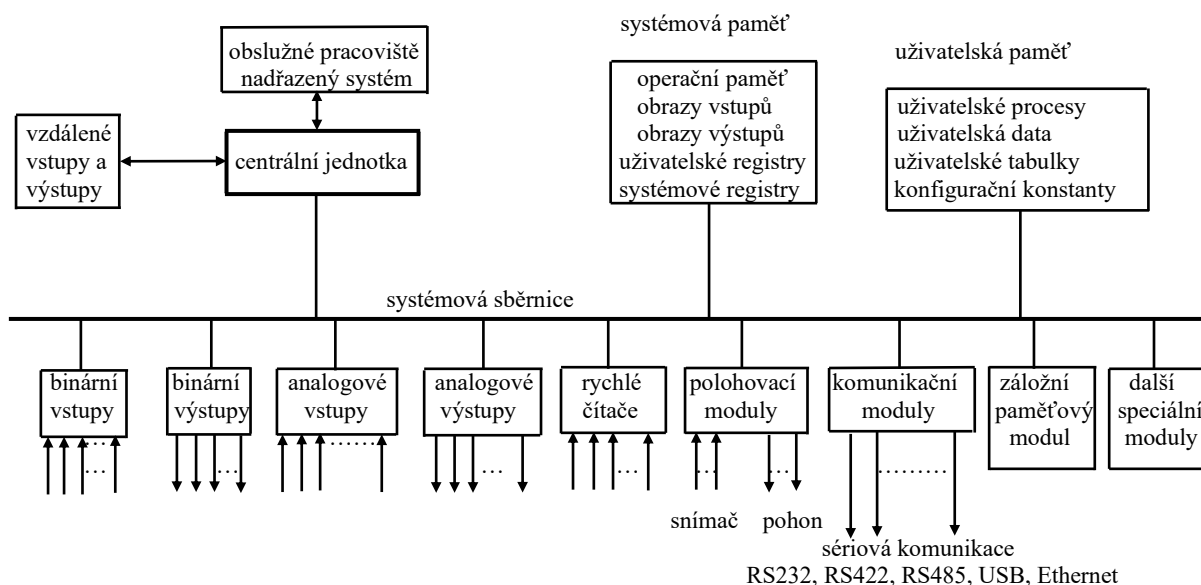 systémová paměť
obslužné pracoviště
nadřazený systém
uživatelská paměť
operační paměť
obrazy vstupů
obrazy výstupů
uživatelské registry
systémové registry
uživatelské procesy
uživatelská data
uživatelské tabulky
konfigurační konstanty
vzdálené
vstupy a
výstupy
centrální jednotka
systémová sběrnice
binární
vstupy
binární
výstupy
analogové
vstupy
analogové
výstupy
rychlé
čítače
polohovací
moduly
komunikační
moduly
záložní
paměťový
modul
další
speciální
moduly
snímač
pohon
sériová komunikace
RS232, RS422, RS485, USB, Ethernet